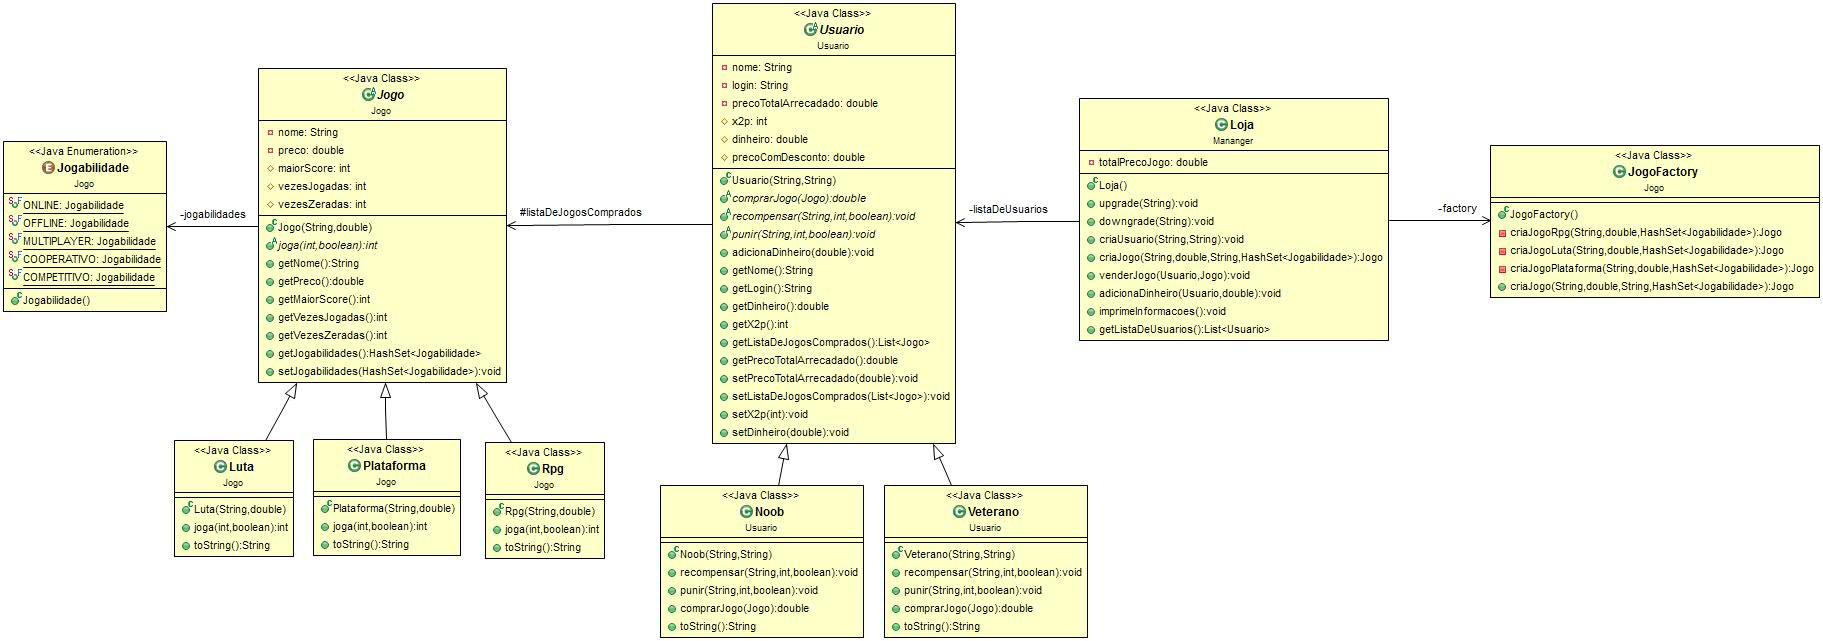 <<Java Enumeration>>
Jogabilidade
Jogo
ONLINE: Jogabilidade
OFFLINE: Jogabilidade
MULTIPLAYER: Jogabilidade
COOPERATIVO: Jogabilidade
COMPETITIVO: Jogabilidade
Jogabilidade()
-jogabilidades
<<Java Class>>
Jogo
Jogo
nome: String
preco: double
maiorScore: int
vezesJogadas: int
vezesZeradas: int
Jogo(String,double)
joga(int,boolean):int
getNome():String
getPreco():double
getMaiorScore():int
getVezesJogadas():int
getVezesZeradas():int
getJogabilidades():HashSet<Jogabilidade>
setJogabilidades(HashSet<Jogabilidade>):void
<<Java Class>>
Luta
Jogo
Luta(String,double)
joga(int,boolean):int
toString():String
<<Java Class>>
Plataforma
Jogo
Plataforma(String,double)
joga(int,boolean):int
toString():String
<<Java Class>>
Rpg
Jogo
Rpg(String,double)
joga(int,boolean):int
toString():String
#listaDeJogosComprados
<<Java Class>>
Usuario
Usuario
nome: String
login: String
precoTotalArrecadado: double
x2p: int
dinheiro: double
precoComDesconto: double
Usuario(String,String)
comprarJogo(Jogo):double
recompensar(String,int,boolean):void
punir(String,int,boolean):void
adicionaDinheiro(double):void
getNome():String
getLogin():String
getDinheiro():double
getX2p():int
getListaDeJogosComprados():List<Jogo>
getPrecoTotalArrecadado():double
setPrecoTotalArrecadado(double):void
setListaDeJogosComprados(List<Jogo>):void
setX2p(int):void
setDinheiro(double):void
<<Java Class>>
Noob
Usuario
Noob(String,String)
recompensar(String,int,boolean):void
punir(String,int,boolean):void
comprarJogo(Jogo):double
toString():String
<<Java Class>>
Veterano
Usuario
Veterano(String,String)
recompensar(String,int,boolean):void
punir(String,int,boolean):void
comprarJogo(Jogo):double
toString():String
-listaDeUsuarios
<<Java Class>>
Loja
Mananger
totalPrecoJogo: double
Loja()
upgrade(String):void
downgrade(String):void
criaUsuario(String,String):void
criaJogo(String,double,String,HashSet<Jogabilidade>):Jogo
venderJogo(Usuario,Jogo):void
adicionaDinheiro(Usuario,double):void
imprimeInformacoes():void
getListaDeUsuarios():List<Usuario>
-factory
<<Java Class>>
JogoFactory
Jogo
JogoFactory()
criaJogoRpg(String,double,HashSet<Jogabilidade>):Jogo
criaJogoLuta(String,double,HashSet<Jogabilidade>):Jogo
criaJogoPlataforma(String,double,HashSet<Jogabilidade>):Jogo
criaJogo(String,double,String,HashSet<Jogabilidade>):Jogo